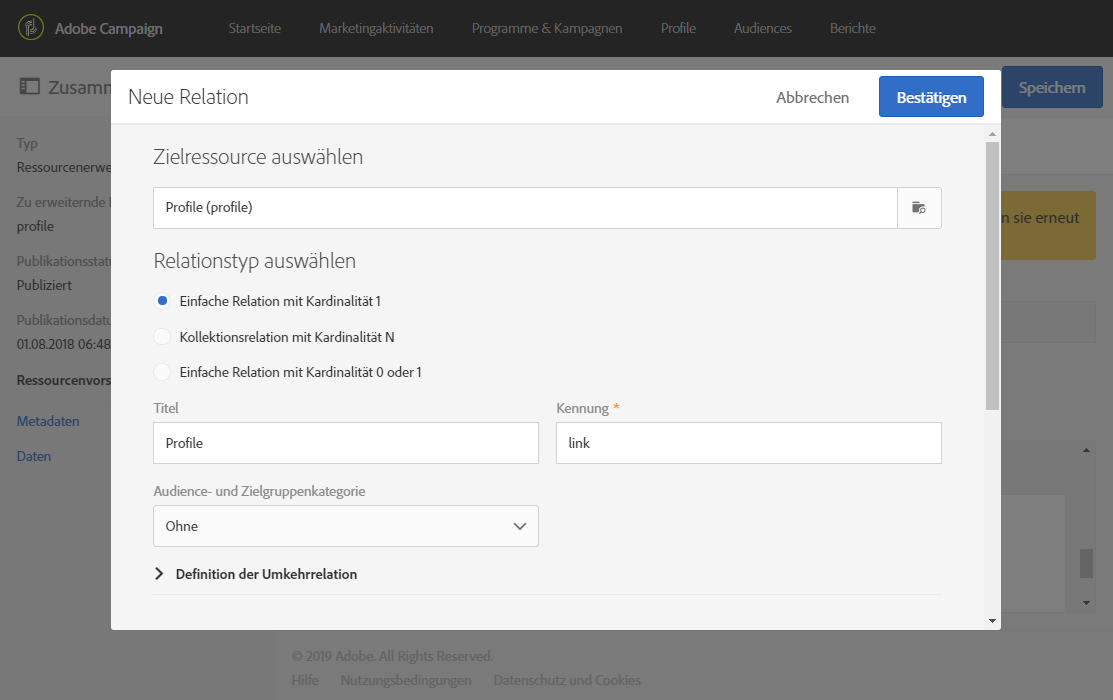 Adobe Campaign
Startseite
Marketingaktivitäten
Programme & Kampagnen
Profile
Audiences
Berichte
Zusamm
Speichern
Typ
Ressourcenerwe
Zu erweiternde
profile
Publikationsstatu
Publiziert
Publikationsdatu
01.08.2018 06:48
Ressourcenvors
Metadaten
Daten
n sie erneut
Neue Relation
Abbrechen
Bestätigen
Zielressource auswählen
Profile (profile)
Relationstyp auswählen
Einfache Relation mit Kardinalität 1
Kollektionsrelation mit Kardinalität N
Einfache Relation mit Kardinalität 0 oder 1
Titel
Kennung *
Profile
link
Audience- und Zielgruppenkategorie
Ohne
Definition der Umkehrrelation
© 2019 Adobe. All Rights Reserved.
Hilfe
Nutzungsbedingungen
Datenschutz und Cookies